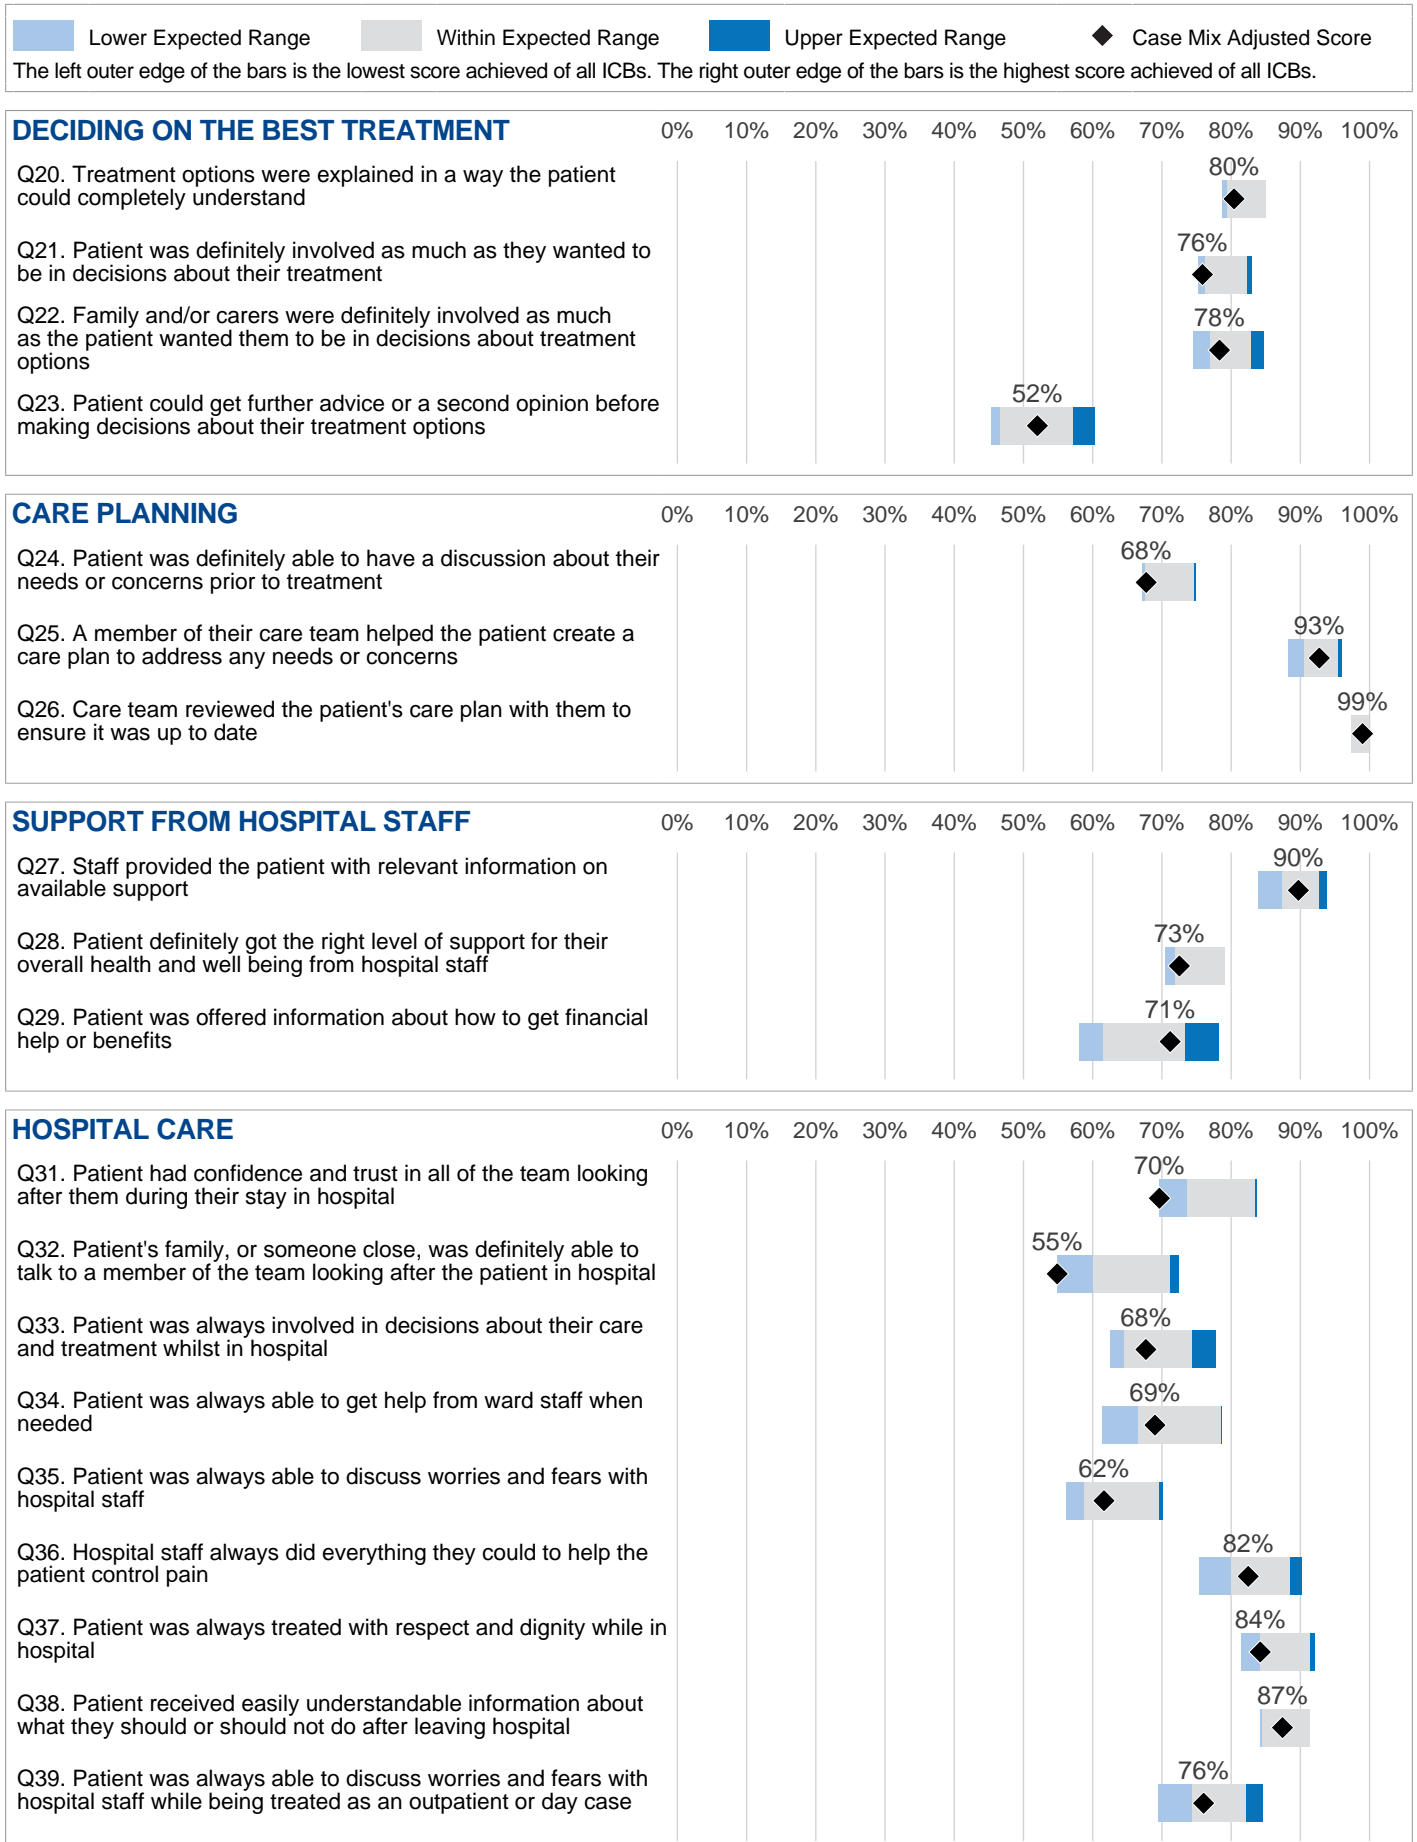 Lower Expected Range Within Expected Range Upper Expected Range Case Mix Adjusted Score
The left outer edge of the bars is the lowest score achieved of all ICBs. The right outer edge of the bars is the highest score achieved of all ICBs.
DECIDING ON THE BEST TREATMENT 0% 10% 20% 30% 40% 50% 60% 70% 80% 90% 100%
Q20. Treatment options were explained in a way the patient
could completely understand
80%
Q21. Patient was definitely involved as much as they wanted to
be in decisions about their treatment
76%
Q22. Family and/or carers were definitely involved as much
as the patient wanted them to be in decisions about treatment
options
78%
Q23. Patient could get further advice or a second opinion before
making decisions about their treatment options
52%
CARE PLANNING 0% 10% 20% 30% 40% 50% 60% 70% 80% 90% 100%
Q24. Patient was definitely able to have a discussion about their
needs or concerns prior to treatment
68%
Q25. A member of their care team helped the patient create a
care plan to address any needs or concerns
93%
Q26. Care team reviewed the patient's care plan with them to
ensure it was up to date
99%
SUPPORT FROM HOSPITAL STAFF 0% 10% 20% 30% 40% 50% 60% 70% 80% 90% 100%
Q27. Staff provided the patient with relevant information on
available support
90%
Q28. Patient definitely got the right level of support for their
overall health and well being from hospital staff
73%
Q29. Patient was offered information about how to get financial
help or benefits
71%
HOSPITAL CARE 0% 10% 20% 30% 40% 50% 60% 70% 80% 90% 100%
Q31. Patient had confidence and trust in all of the team looking
after them during their stay in hospital
70%
Q32. Patient's family, or someone close, was definitely able to
talk to a member of the team looking after the patient in hospital
55%
Q33. Patient was always involved in decisions about their care
and treatment whilst in hospital
68%
Q34. Patient was always able to get help from ward staff when
needed
69%
Q35. Patient was always able to discuss worries and fears with
hospital staff
62%
Q36. Hospital staff always did everything they could to help the
patient control pain
82%
Q37. Patient was always treated with respect and dignity while in
hospital
84%
Q38. Patient received easily understandable information about
what they should or should not do after leaving hospital
87%
Q39. Patient was always able to discuss worries and fears with
hospital staff while being treated as an outpatient or day case
76%